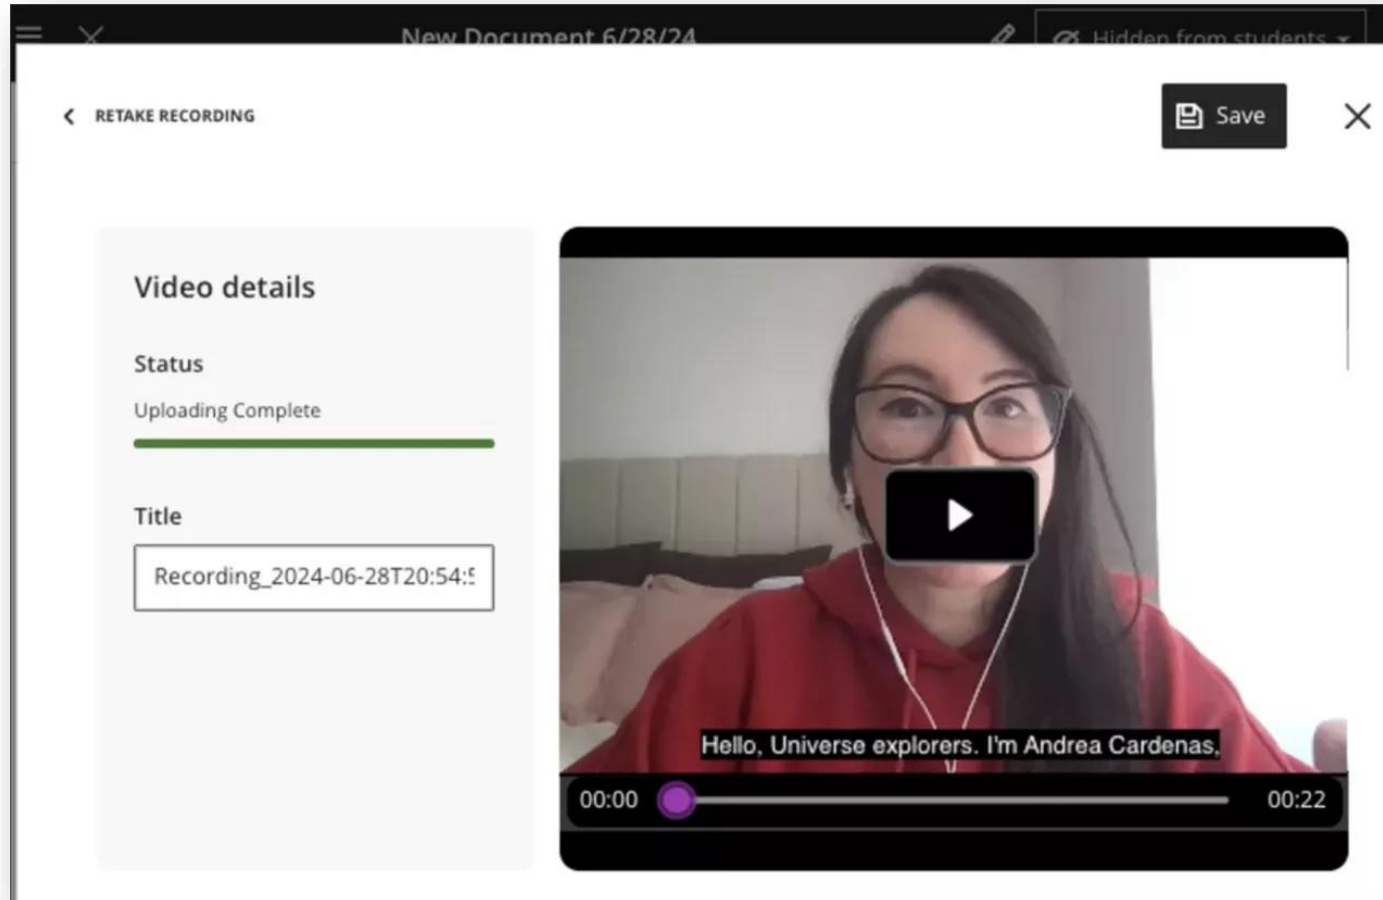 New Document 6/28/24
Hidden from students
RETAKE RECORDING
Save
Video details
Status
Uploading Complete
Title
Recording_2024-06-28T20:54:5
Hello, Universe explorers. I'm Andrea Cardenas,
00:00
00:22